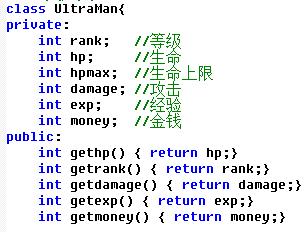 class UltraMan{
private:
    int rank;   //等级
    int hp;     //生命
    int hpmax;  //生命上限
    int damage; //攻击
    int exp;    //经验
    int money;  //金钱
public:
    int gethp() { return hp;}
    int getrank() { return rank;}
    int getdamage() { return damage;}
    int getexp() { return exp;}
    int getmoney() { return money;}